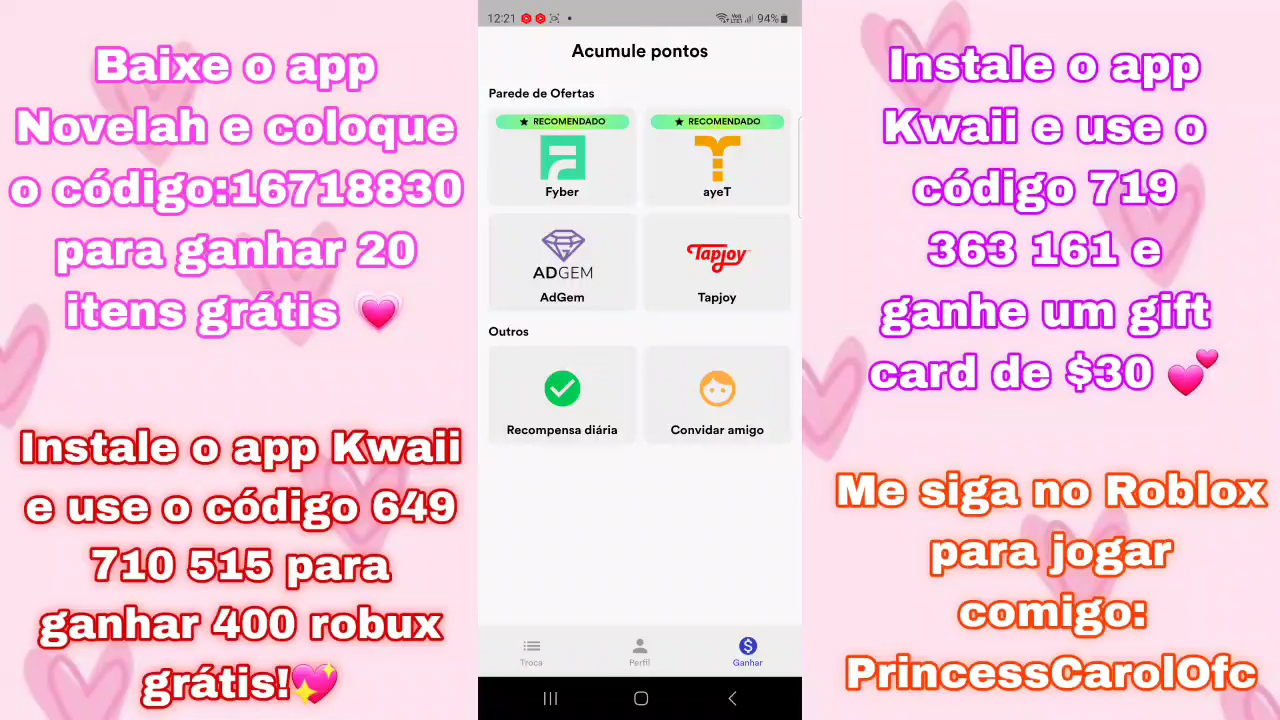 Baixe o app
Novelah e coloque
o código:16718830
para ganhar 20
itens grátis
Instale o app Kwaii
e use o código 649
710 515 para
ganhar 400 robux
grátis!
12:21
94%
Acumule pontos
Parede de Ofertas
RECOMENDADO
RECOMENDADO
Fyber
ayeT
ADGEM
Tapjoy
AdGem
Tapjoy
Outros
Recompensa diária
Convidar amigo
Troca
Perfil
Ganhar
Instale o app
Kwaii e use o
código 719
363 161 e
ganhe um gift
card de $30
Me siga no Roblox
para jogar
comigo:
PrincessCarolOfc